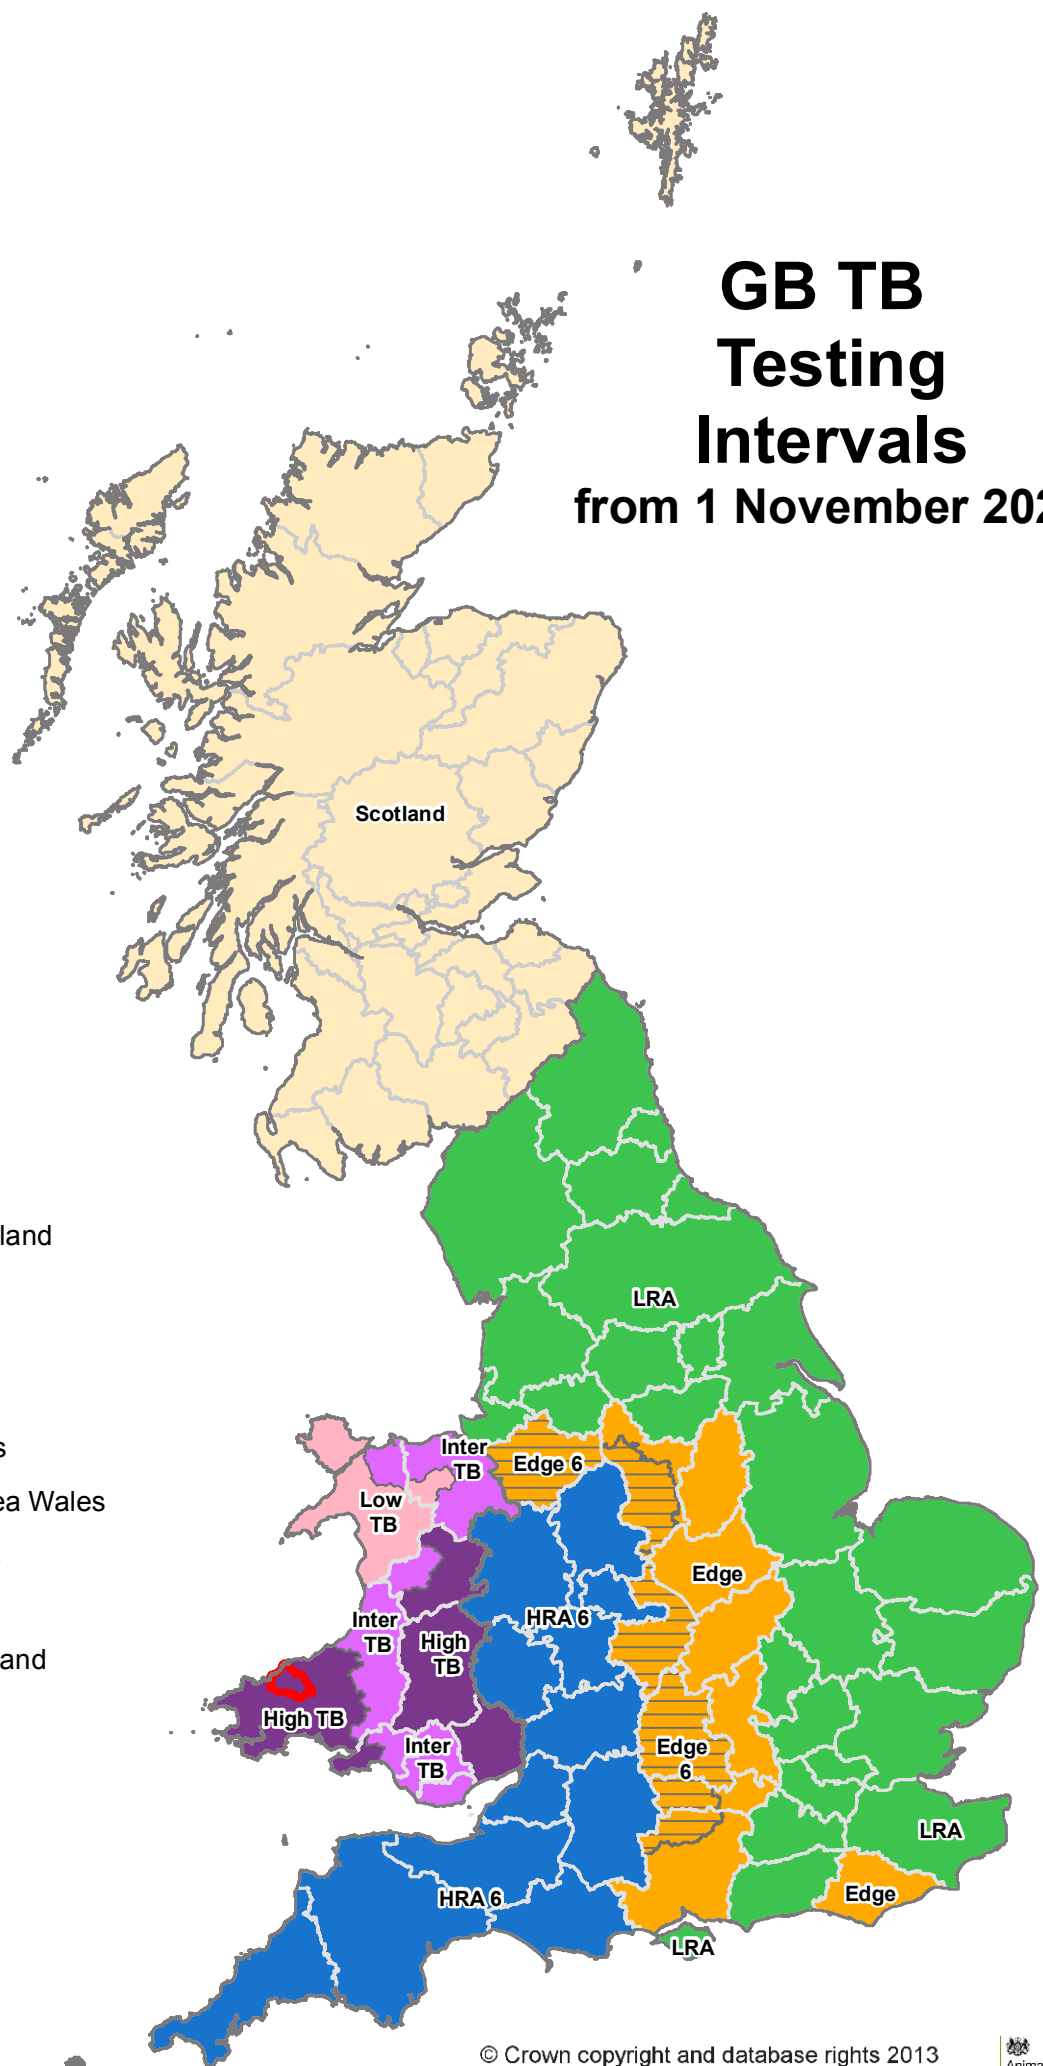 GB TB
Testing
Intervals
from 1 November 202
Scotland
land
LRA
s
Inter
TB
Edge 6
ea Wales
Low
TB
Edge
Inter
TB
HRA 6
High
TB
and
High TB
Inter
TB
Edge
6
LRA
HRA 6
Edge
LRA
© Crown copyright and database rights 2013
Anima